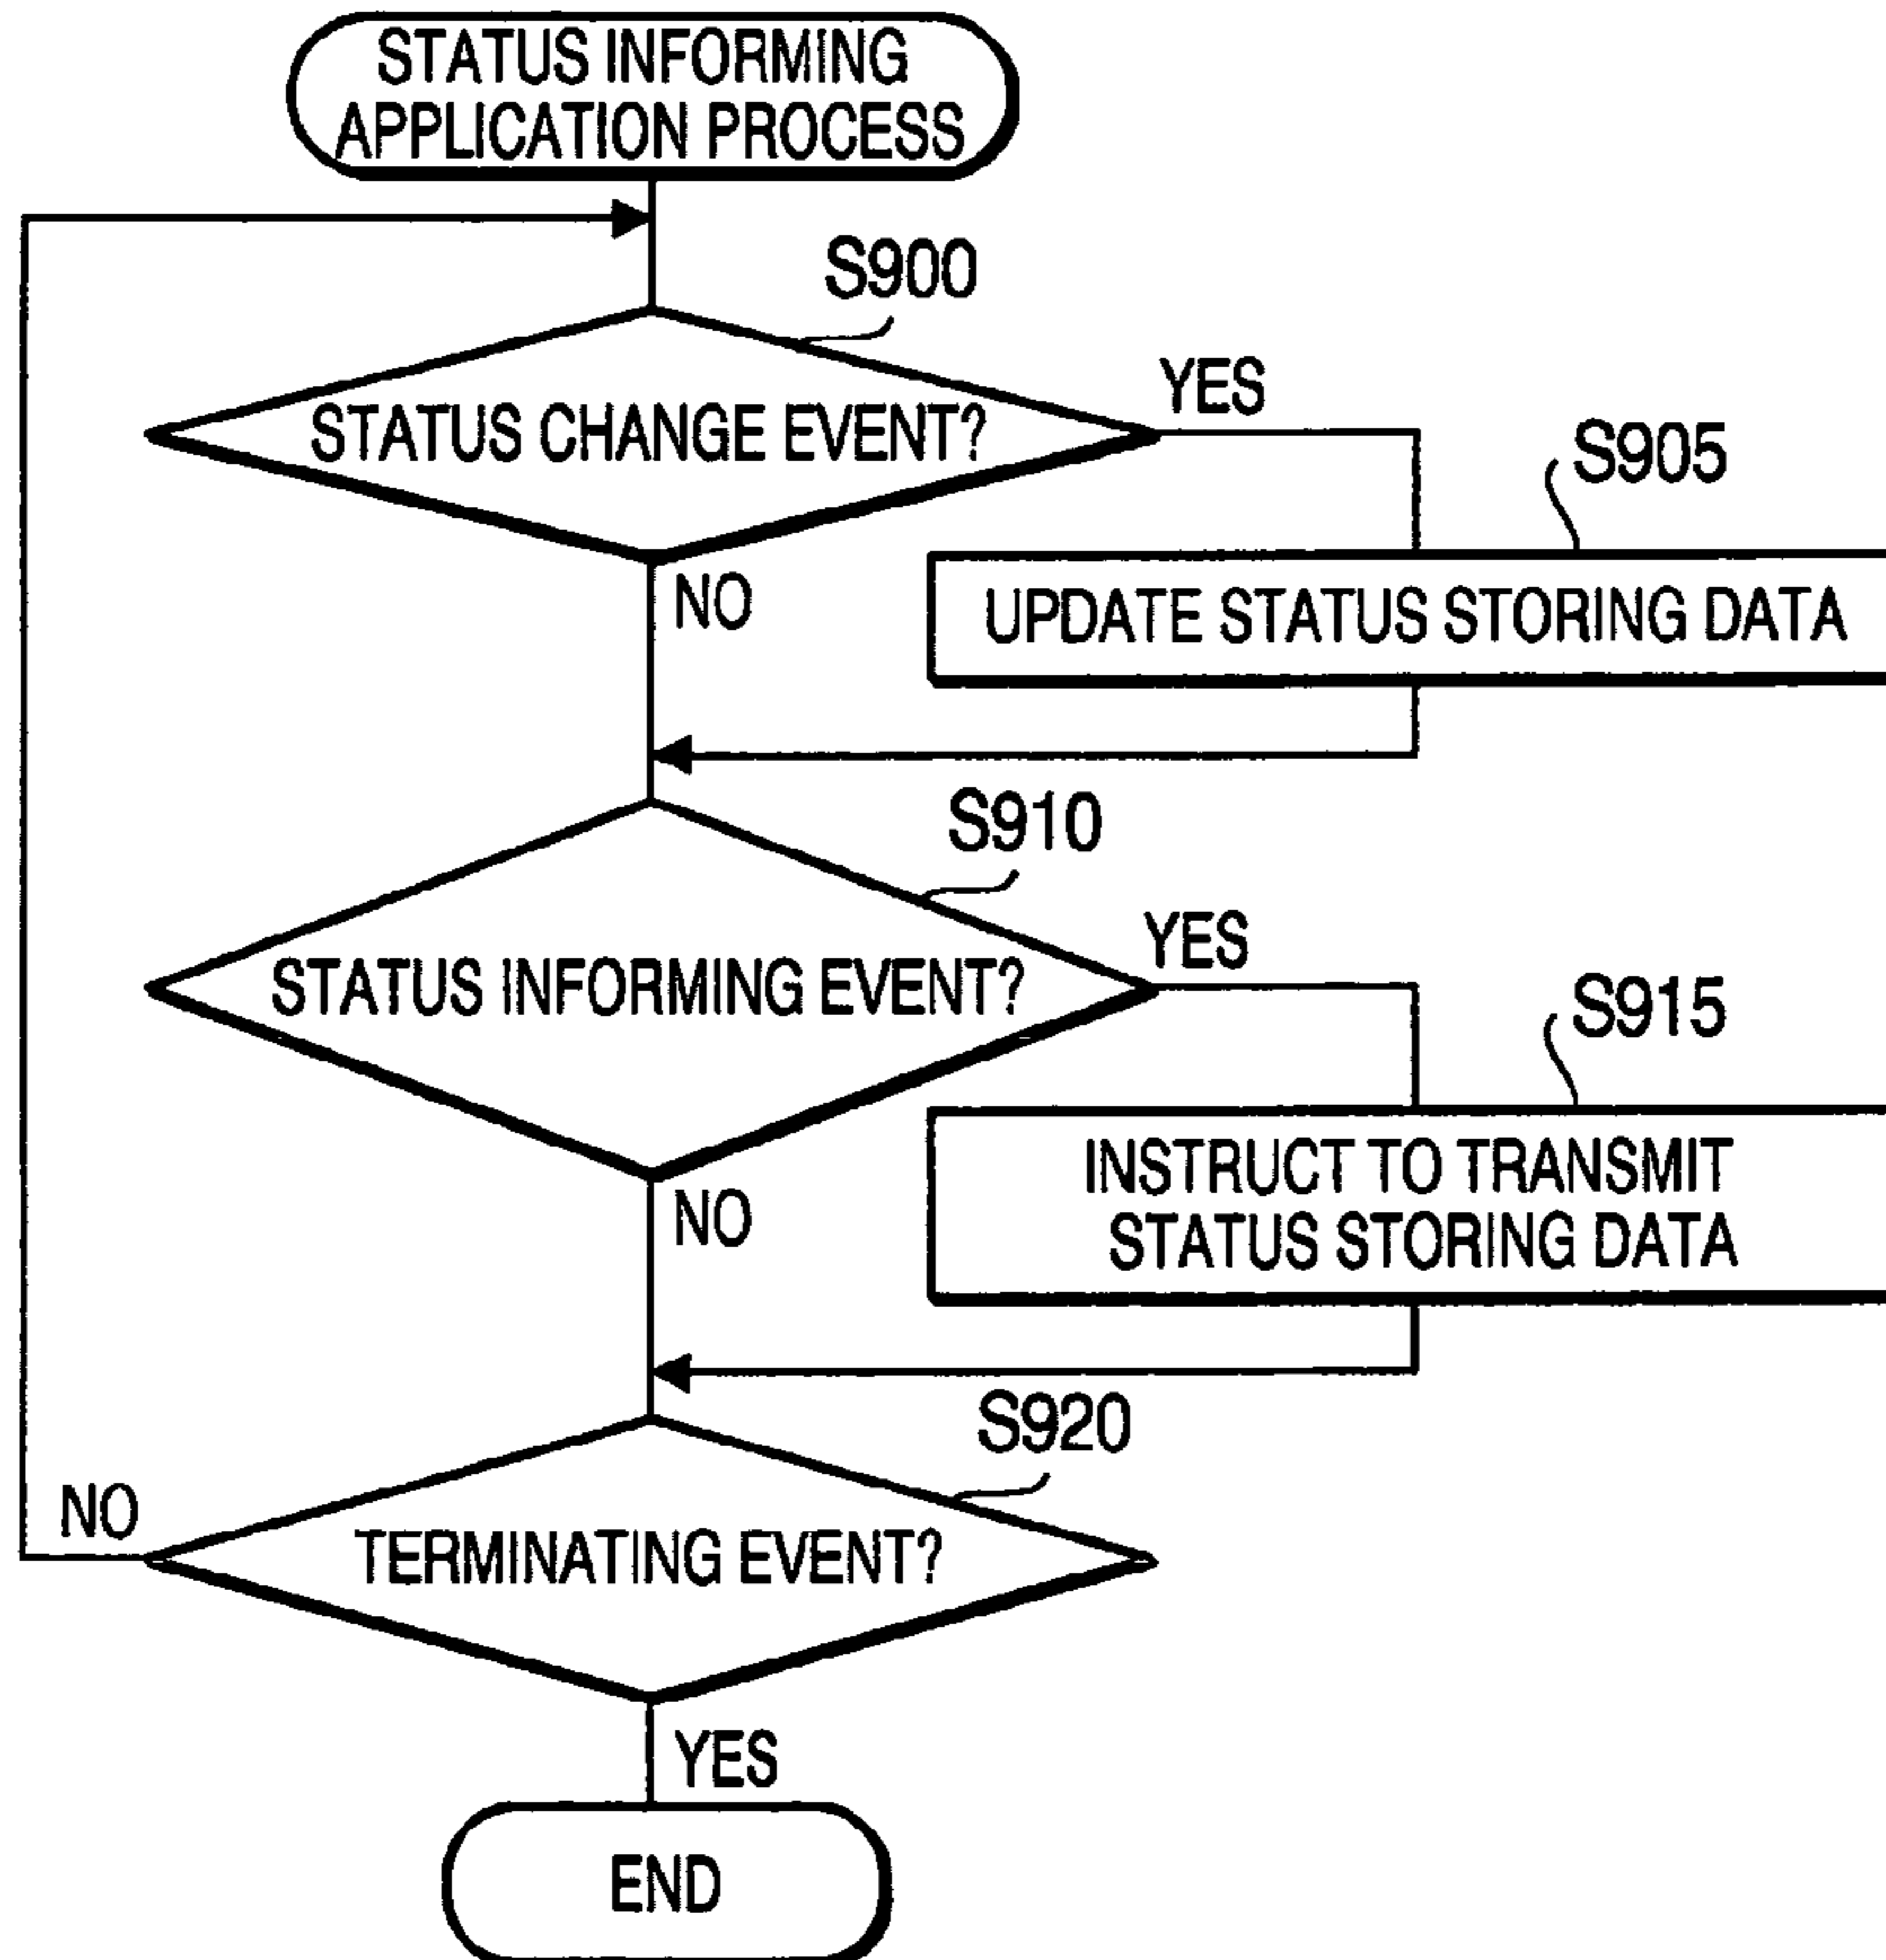 STATUS INFORMING
APPLICATION PROCESS
S900
STATUS CHANGE EVENT?
YES
S905
NO
UPDATE STATUS STORING DATA
S910
STATUS INFORMING EVENT?
YES
S915
NO
INSTRUCT TO TRANSMIT
STATUS STORING DATA
S920
NO
TERMINATING EVENT?
YES
END